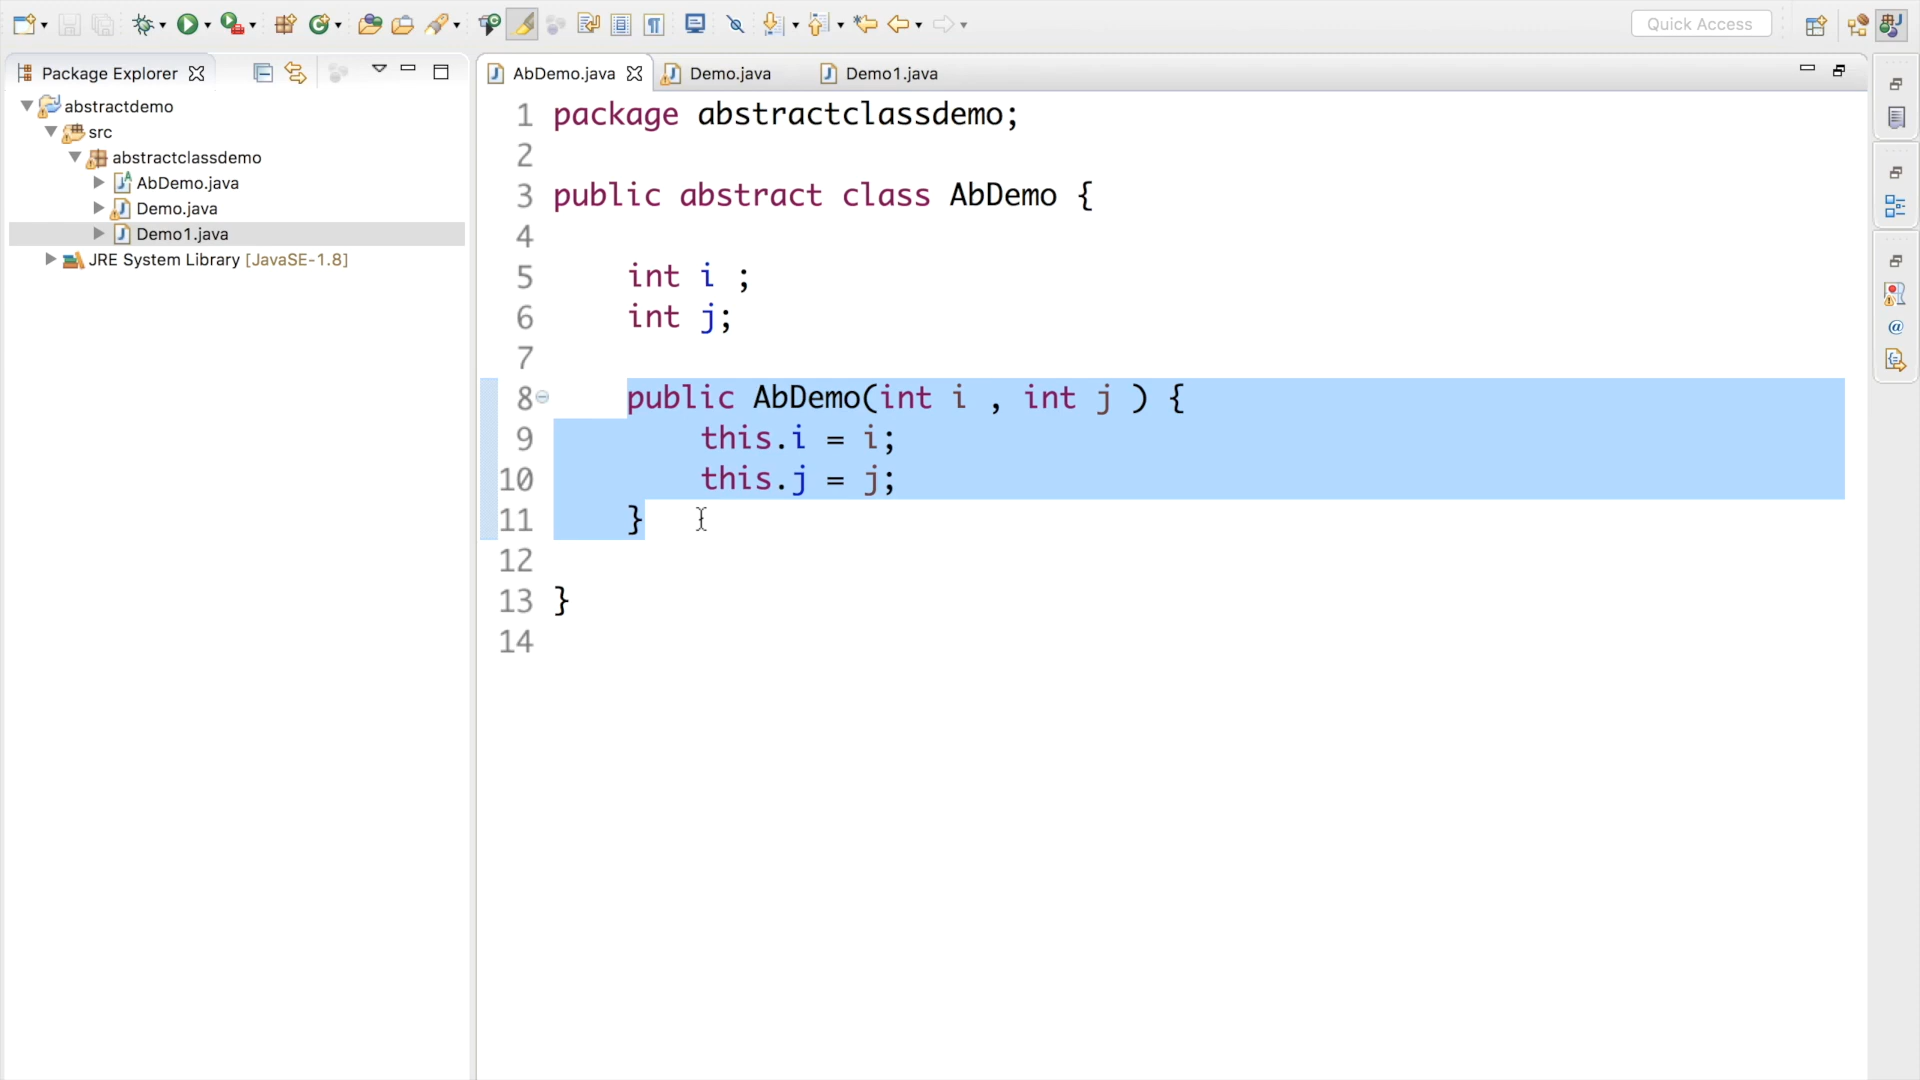 Quick Access
Package Explorer
abstractdemo
src
abstractclassdemo
AbDemo.java
Demo.java
Demo1.java
JRE System Library [JavaSE-1.8]
AbDemo.java
Demo.java
Demo1.java
1 package abstractclassdemo;
2
3 public abstract class AbDemo {
4
5 int i ;
6 int j;
7
8 public AbDemo(int i , int j ) {
9 this.i = i;
10 this.j = j;
11 }
12
13 }
14